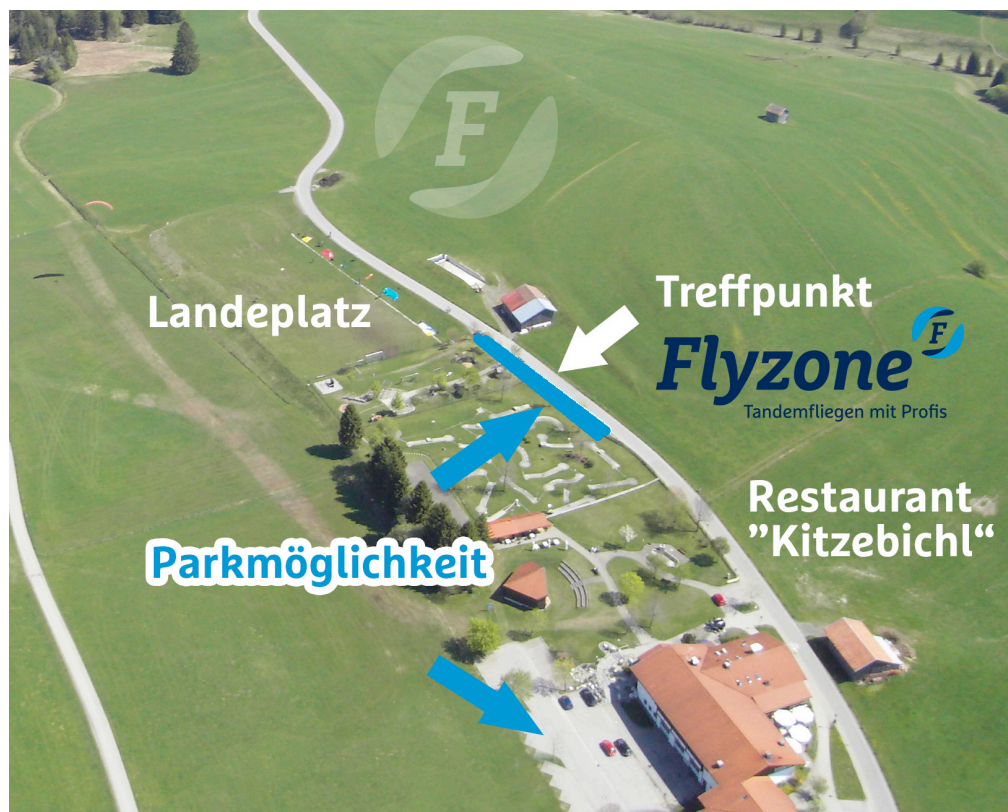 F
Treffpunkt
Landeplatz
F
Flyzone
Tandemfliegen mit Profis
Restaurant
”Kitzebichl“
Parkmöglichkeit